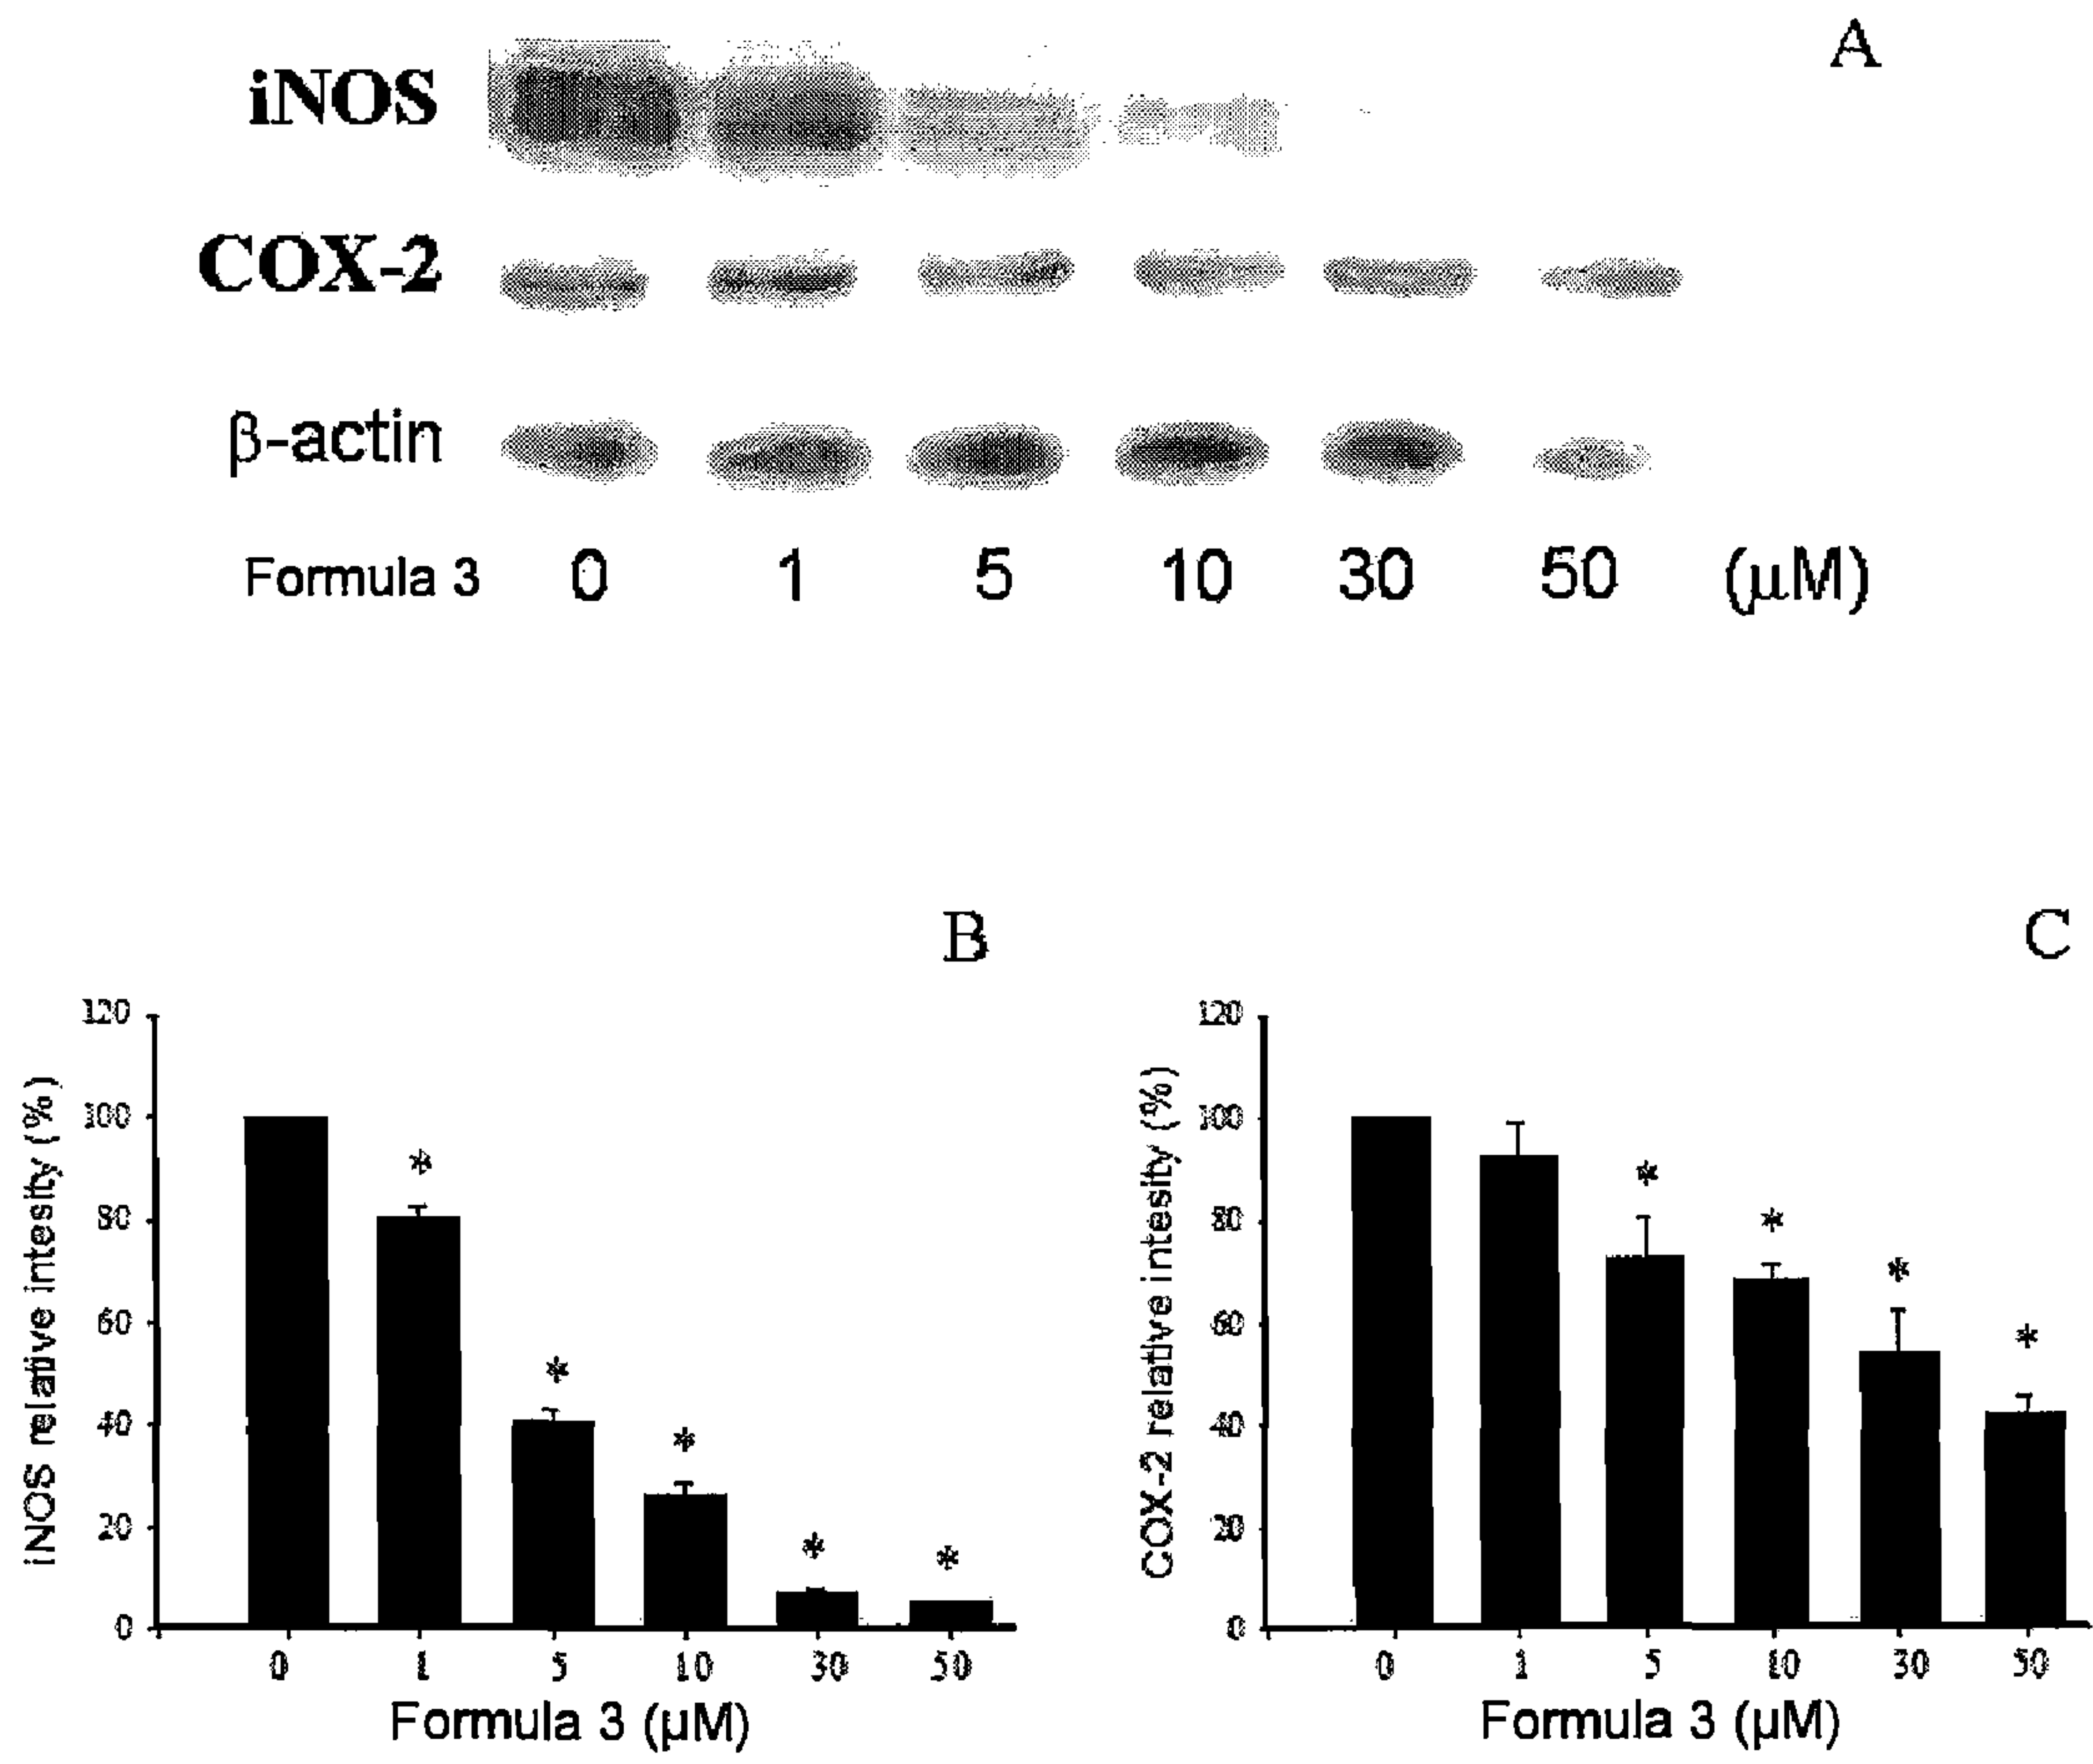 A
iNOS
COX-2
β-actin
Formula 3 0 1 5 10 30 50 (μM)
B
120
100
80
60
40
20
0
iNOS relative intesity (%)
* * * * *
0 1 5 10 30 50
Formula 3 (μM)
C
120
100
80
60
40
20
0
COX-2 relative intesity (%)
* * * *
0 1 5 10 30 50
Formula 3 (μM)